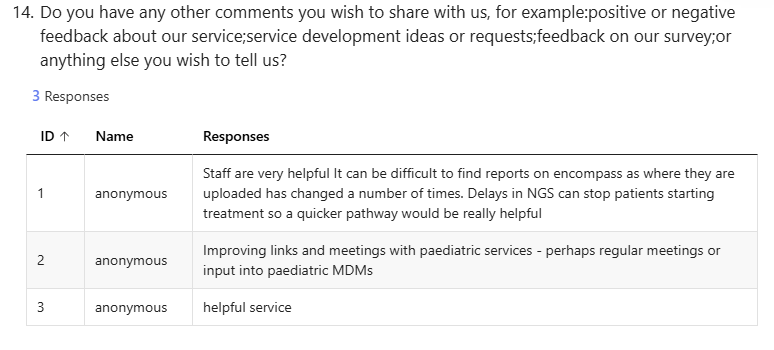 14. Do you have any other comments you wish to share with us, for example:positive or negative
feedback about our service;service development ideas or requests;feedback on our survey;or
anything else you wish to tell us?
3 Responses
ID ↑ Name Responses
1 anonymous Staff are very helpful It can be difficult to find reports on encompass as where they are
uploaded has changed a number of times. Delays in NGS can stop patients starting
treatment so a quicker pathway would be really helpful
2 anonymous Improving links and meetings with paediatric services - perhaps regular meetings or
input into paediatric MDMs
3 anonymous helpful service